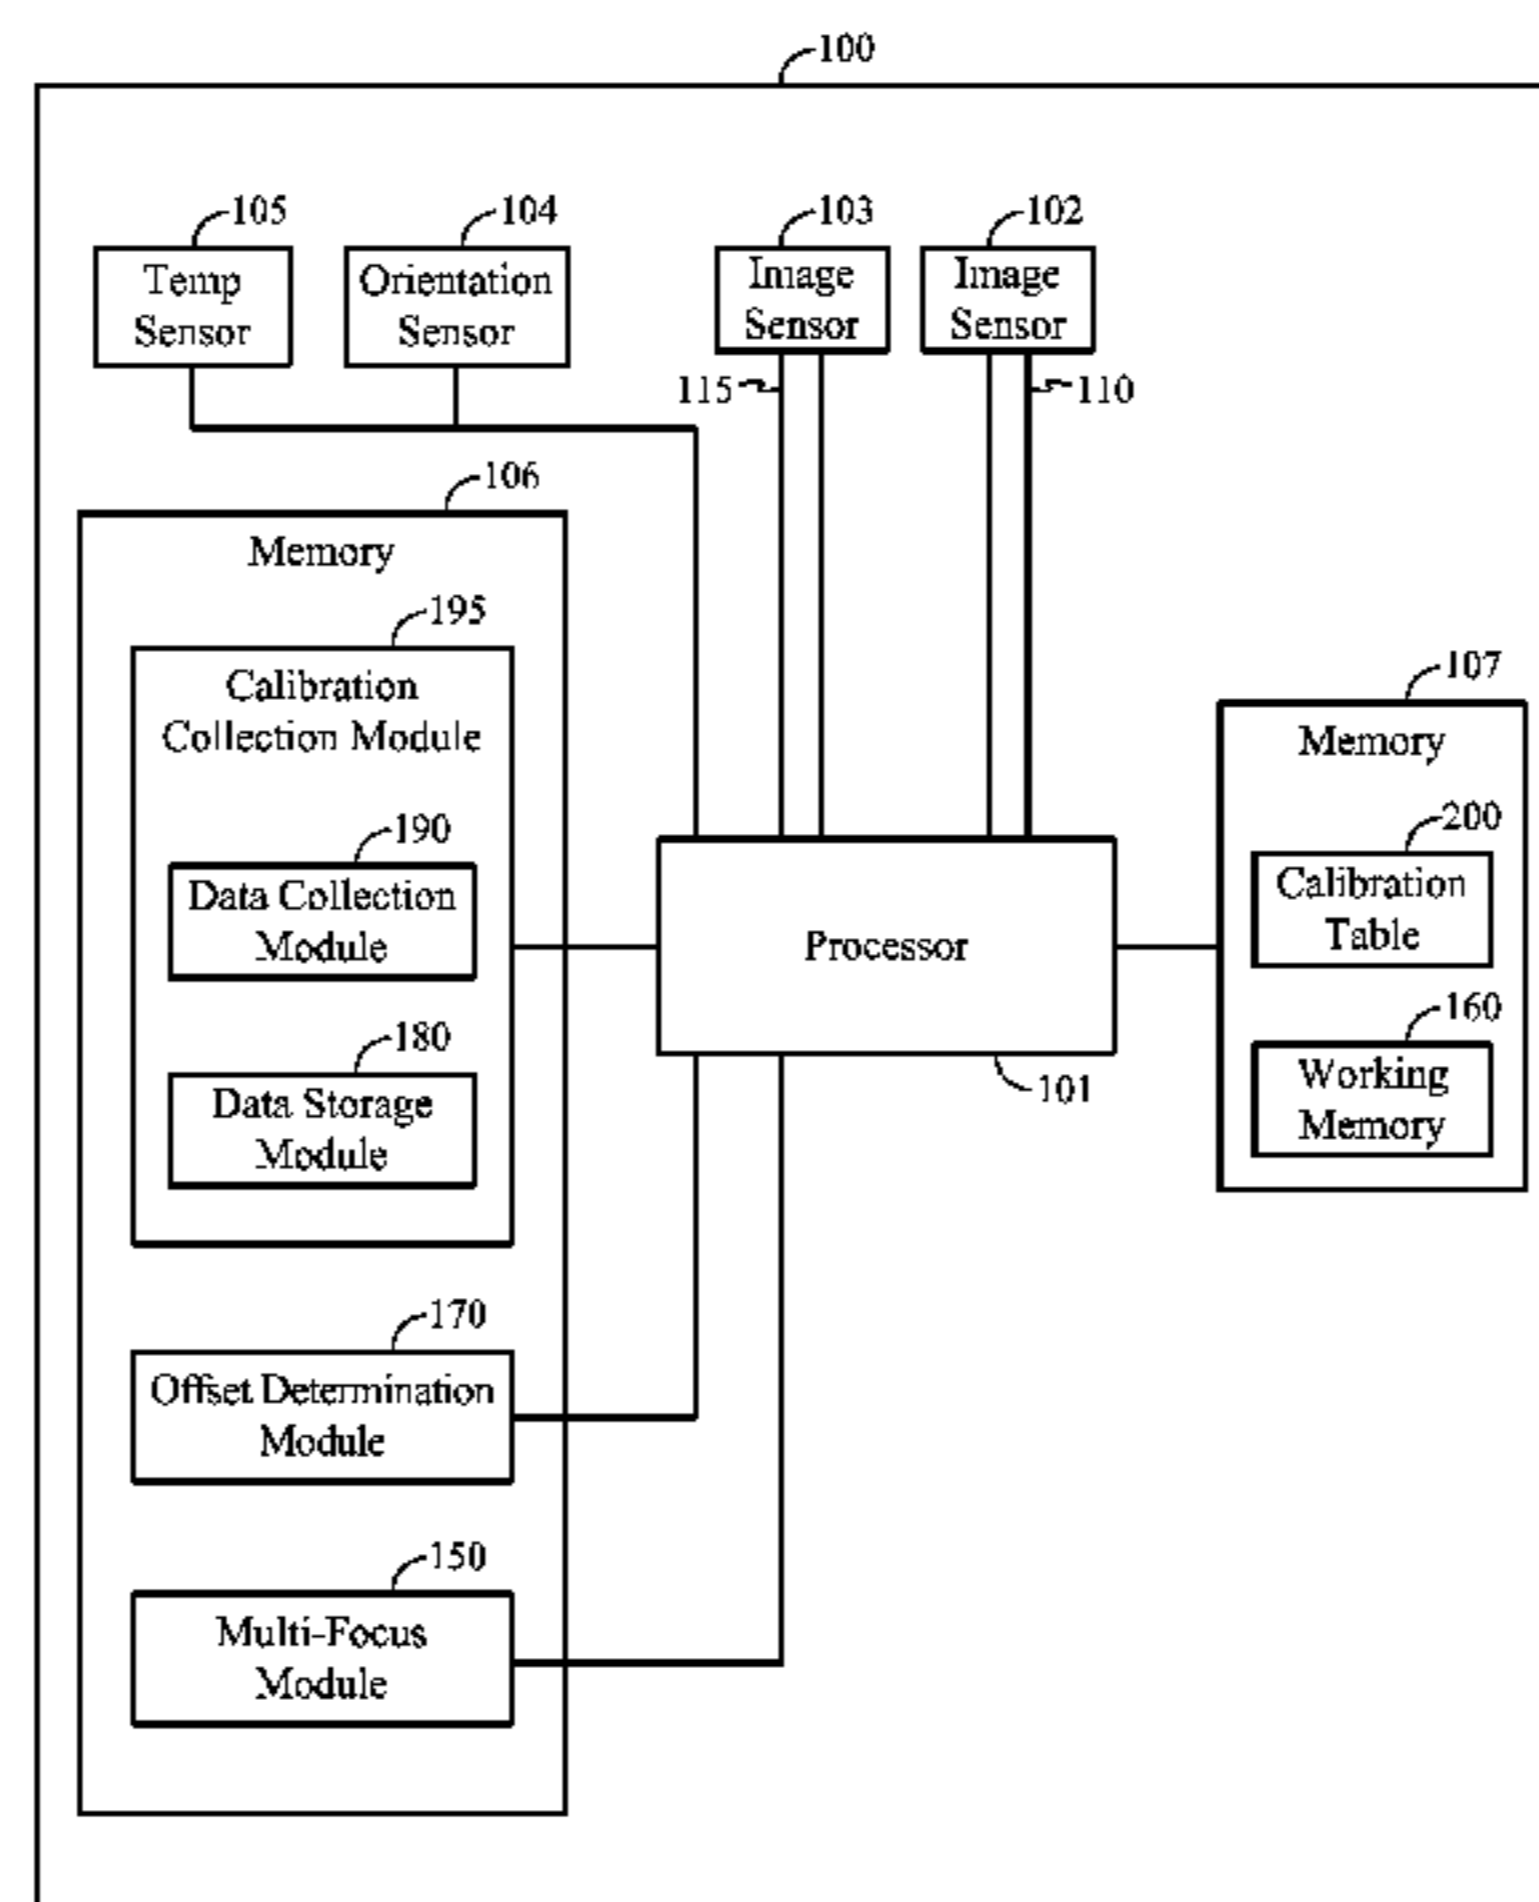 100
105
104
103
102
Temp
Sensor
Orientation
Sensor
Image
Sensor
Image
Sensor
115
110
106
Memory
195
Calibration
Collection Module
190
Data Collection
Module
180
Data Storage
Module
170
Offset Determination
Module
150
Multi-Focus
Module
Processor
101
107
Memory
200
Calibration
Table
160
Working
Memory